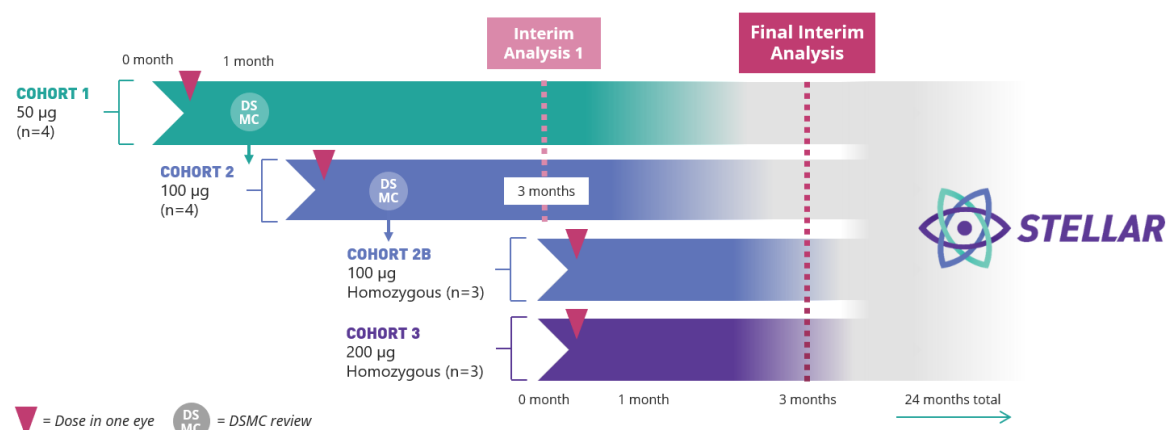 Interim
Analysis 1
Final Interim
Analysis
0 month
1 month
COHORT 1
50 µg
(n=4)
DS
MC
COHORT 2
100 µg
(n=4)
DS
MC
3 months
COHORT 2B
100 µg
Homozygous (n=3)
STELLAR
COHORT 3
200 µg
Homozygous (n=3)
0 month
1 month
3 months
24 months total
= Dose in one eye
DS
MC
= DSMC review